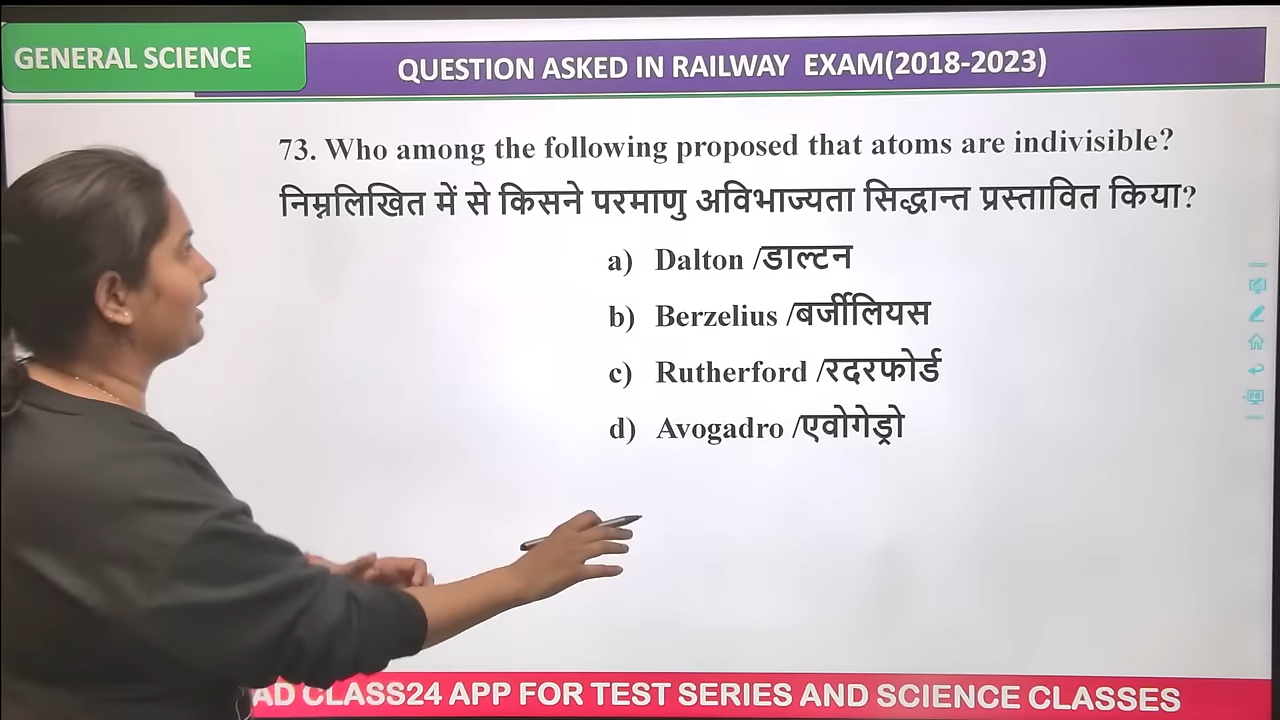 GENERAL SCIENCE
QUESTION ASKED IN RAILWAY EXAM(2018-2023)
73. Who among the following proposed that atoms are indivisible?
निम्नलिखित में से किसने परमाणु अविभाज्यता सिद्धान्त प्रस्तावित किया?
a) Dalton /डाल्टन
b) Berzelius /बर्जीलियस
c) Rutherford /रदरफोर्ड
d) Avogadro /एवोगेड्रो
AD CLASS24 APP FOR TEST SERIES AND SCIENCE CLASSES